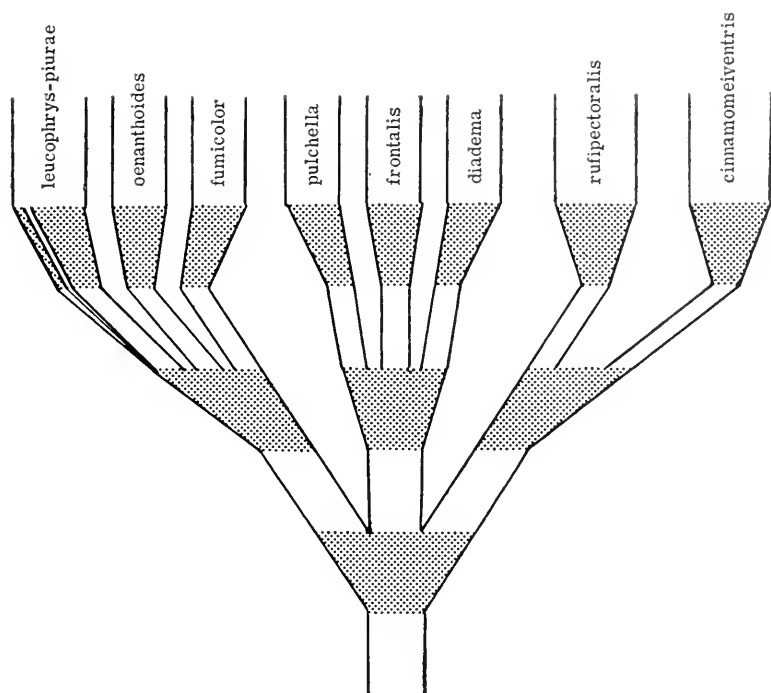 leucophrys-piurae
oenanthoides
fumicolor
pulchella
frontalis
diadema
rufipectoralis
cinnamomeiventris